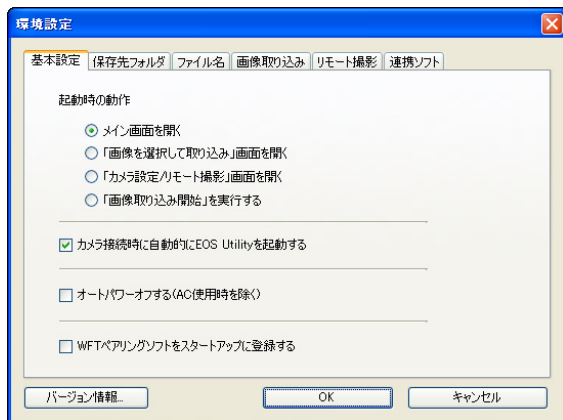 環境設定
基本設定 保存先フォルダ ファイル名 画像取り込み リモート撮影 連携ソフト
起動時の動作
メイン画面を開く
「画像を選択して取り込み」画面を開く
「カメラ設定/リモート撮影」画面を開く
「画像取り込み開始」を実行する
カメラ接続時に自動的にEOS Utilityを起動する
オートパワーオフする(AC使用時を除く)
WFTペアリングソフトをスタートアップに登録する
バージョン情報... OK キャンセル